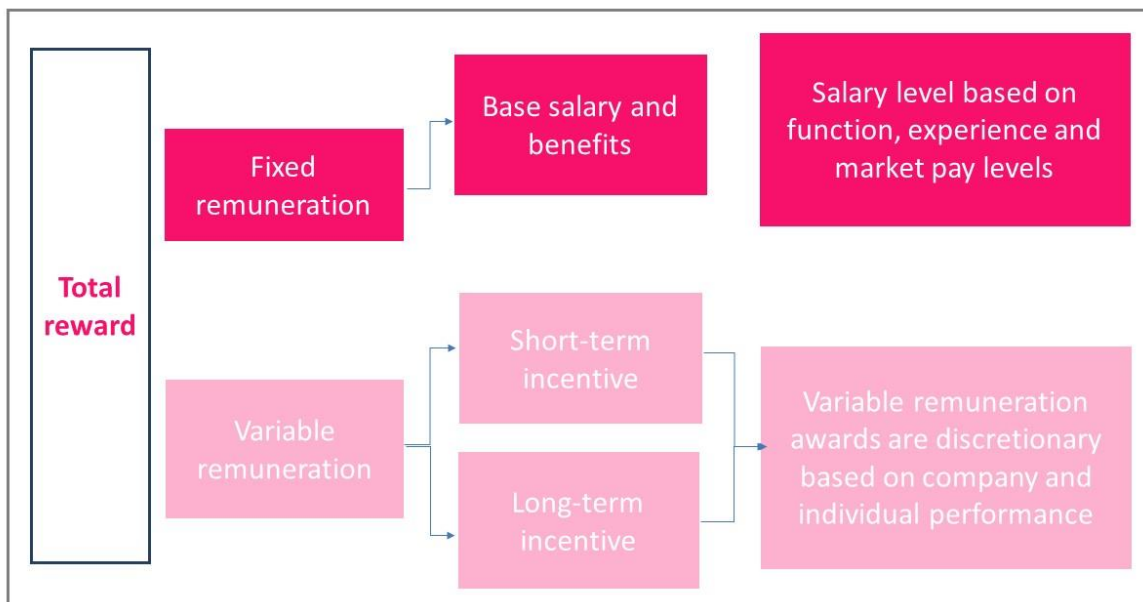 Total
reward
Fixed
remuneration
Base salary and
benefits
Salary level based on
function, experience and
market pay levels
Variable
remuneration
Short-term
incentive
Long-term
incentive
Variable remuneration
awards are discretionary
based on company and
individual performance